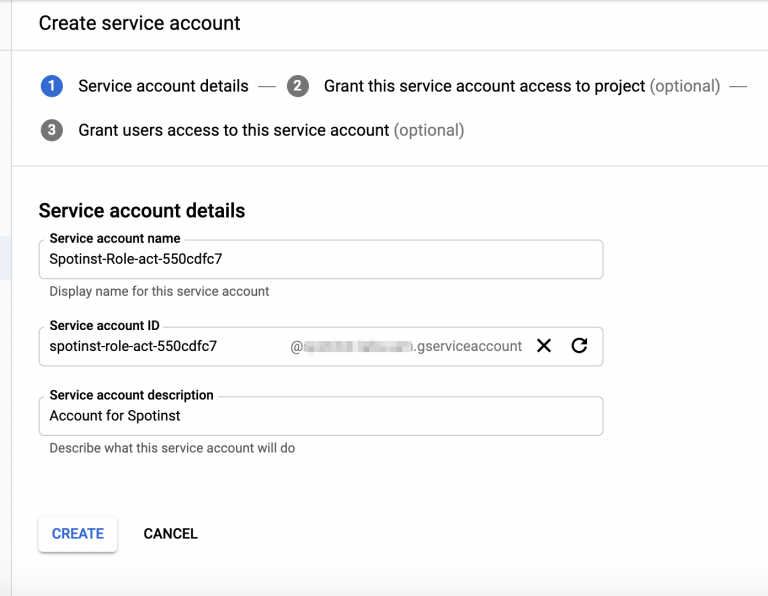 Create service account
1 Service account details — 2 Grant this service account access to project (optional) —
3 Grant users access to this service account (optional)
Service account details
Service account name
Spotinst-Role-act-550cdfc7
Display name for this service account
Service account ID
spotinst-role-act-550cdfc7 @ .gserviceaccount
Service account description
Account for Spotinst
Describe what this service account will do
CREATE CANCEL